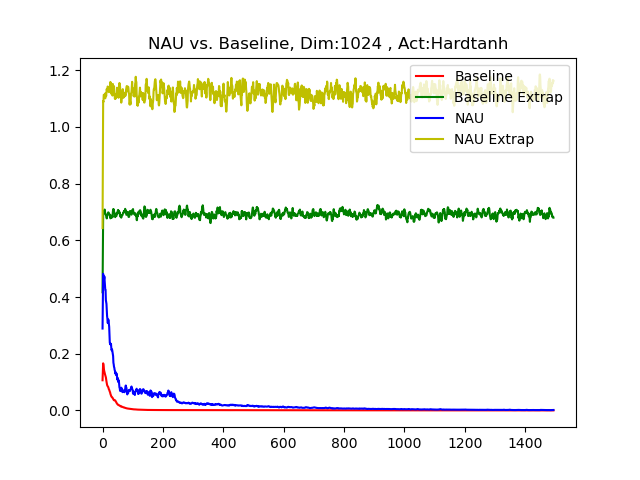 NAU vs. Baseline, Dim:1024 , Act:Hardtanh
Baseline
Baseline Extrap
NAU
NAU Extrap
1.2
1.0
0.8
0.6
0.4
0.2
0.0
0 200 400 600 800 1000 1200 1400